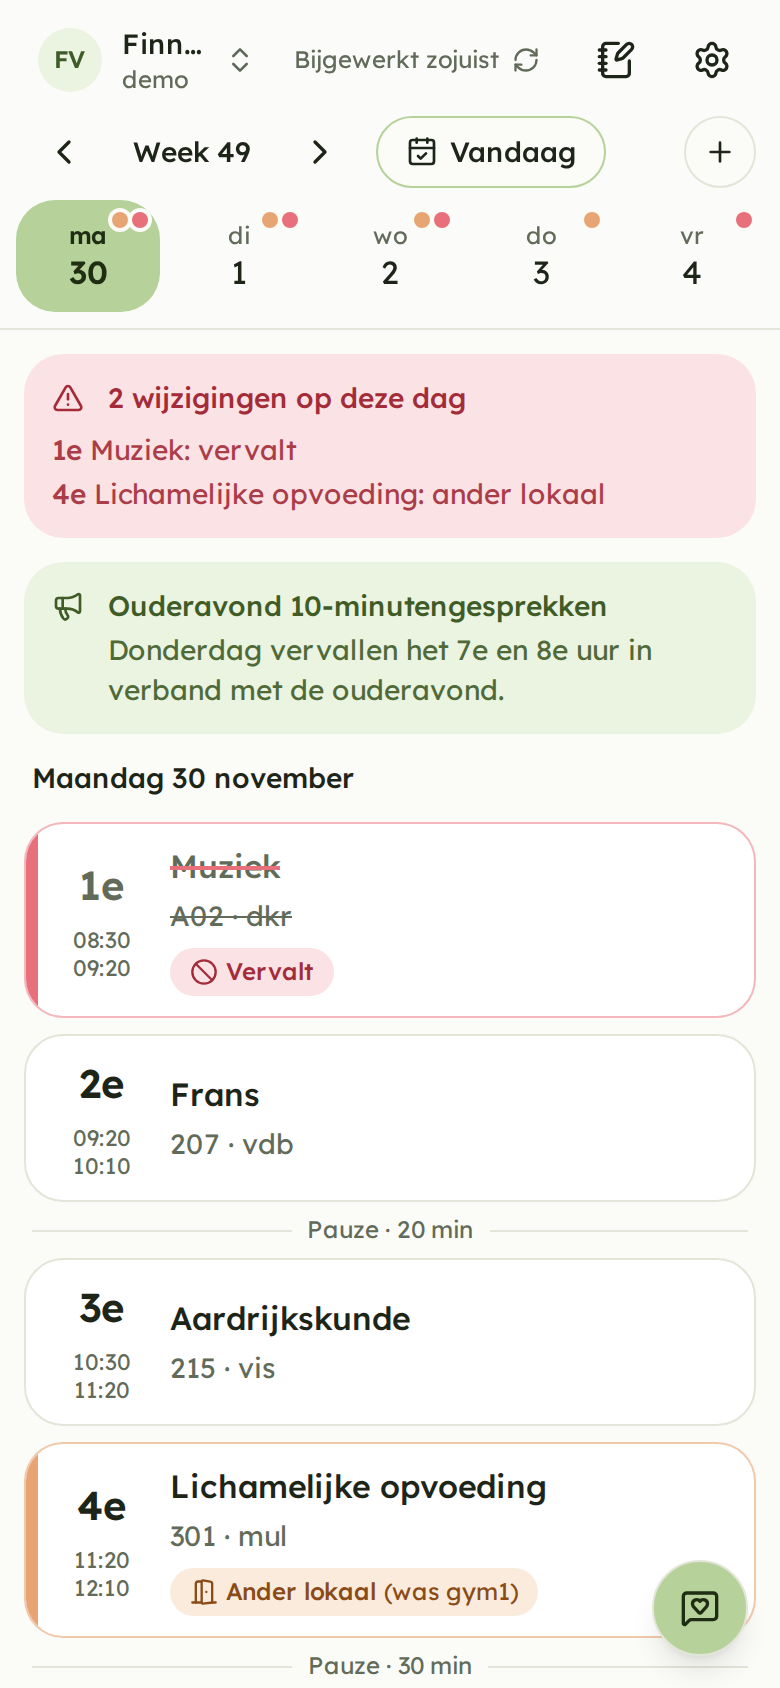 FV
Finn...
demo
Bijgewerkt zojuist
Week 49
Vandaag
ma
30
di
1
wo
2
do
3
vr
4
2 wijzigingen op deze dag
1e Muziek: vervalt
4e Lichamelijke opvoeding: ander lokaal
Ouderavond 10-minutengesprekken
Donderdag vervallen het 7e en 8e uur in
verband met de ouderavond.
Maandag 30 november
1e
08:30
09:20
Muziek
A02 · dkr
Vervalt
2e
09:20
10:10
Frans
207 · vdb
Pauze · 20 min
3e
10:30
11:20
Aardrijkskunde
215 · vis
4e
11:20
12:10
Lichamelijke opvoeding
301 · mul
Ander lokaal (was gym1)
Pauze · 30 min